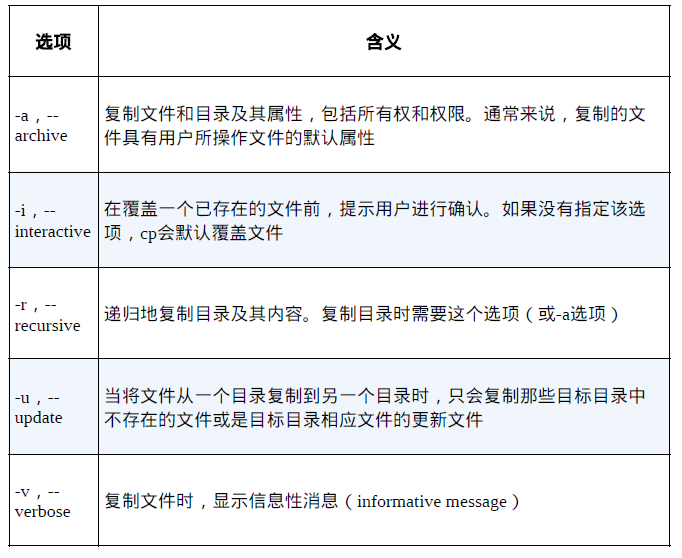 选项
含义
-a，--
archive
复制文件和目录及其属性，包括所有权和权限。通常来说，复制的文
件具有用户所操作文件的默认属性
-i，--
interactive
在覆盖一个已存在的文件前，提示用户进行确认。如果没有指定该选
项，cp会默认覆盖文件
-r，--
recursive
递归地复制目录及其内容。复制目录时需要这个选项（或-a选项）
-u，--
update
当将文件从一个目录复制到另一个目录时，只会复制那些目标目录中
不存在的文件或是目标目录相应文件的更新文件
-v，--
verbose
复制文件时，显示信息性消息（informative message）